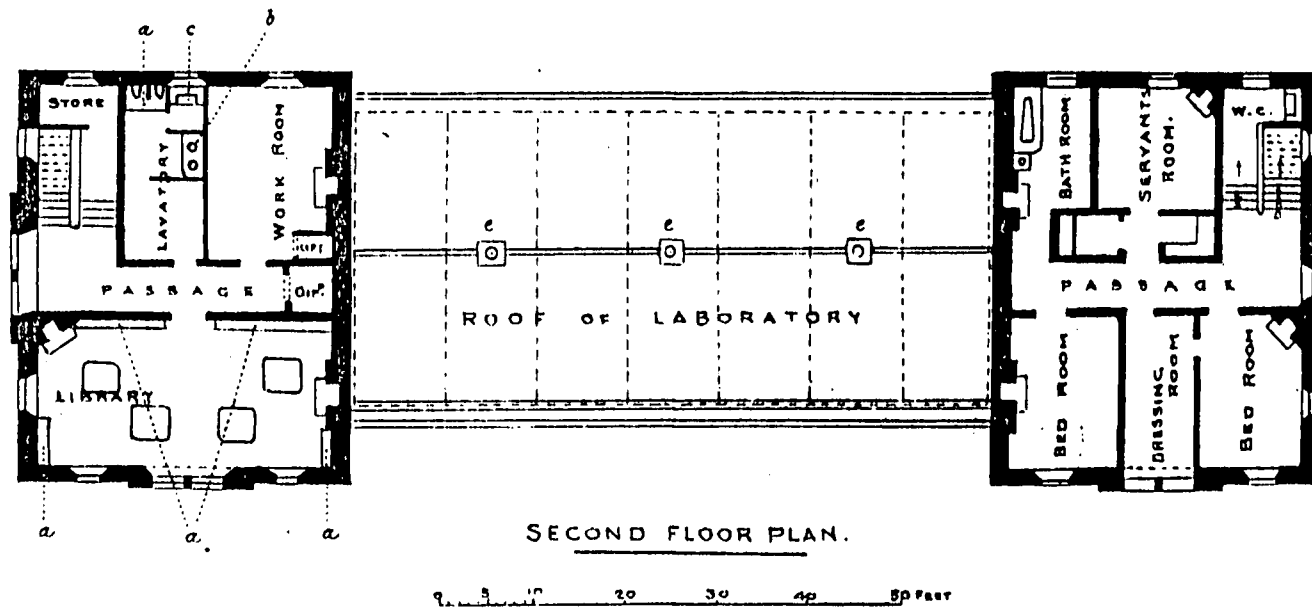 a c b
STORE
LAVATORY
WORK ROOM
LIFT
PASSAGE
LIBRARY
a a a
e e e
ROOF OF LABORATORY
BATH ROOM
SERVANTS ROOM.
W.C.
PASSAGE
BED ROOM
DRESSING ROOM
BED ROOM
SECOND FLOOR PLAN.
0 5 10 20 30 40 50 FEET